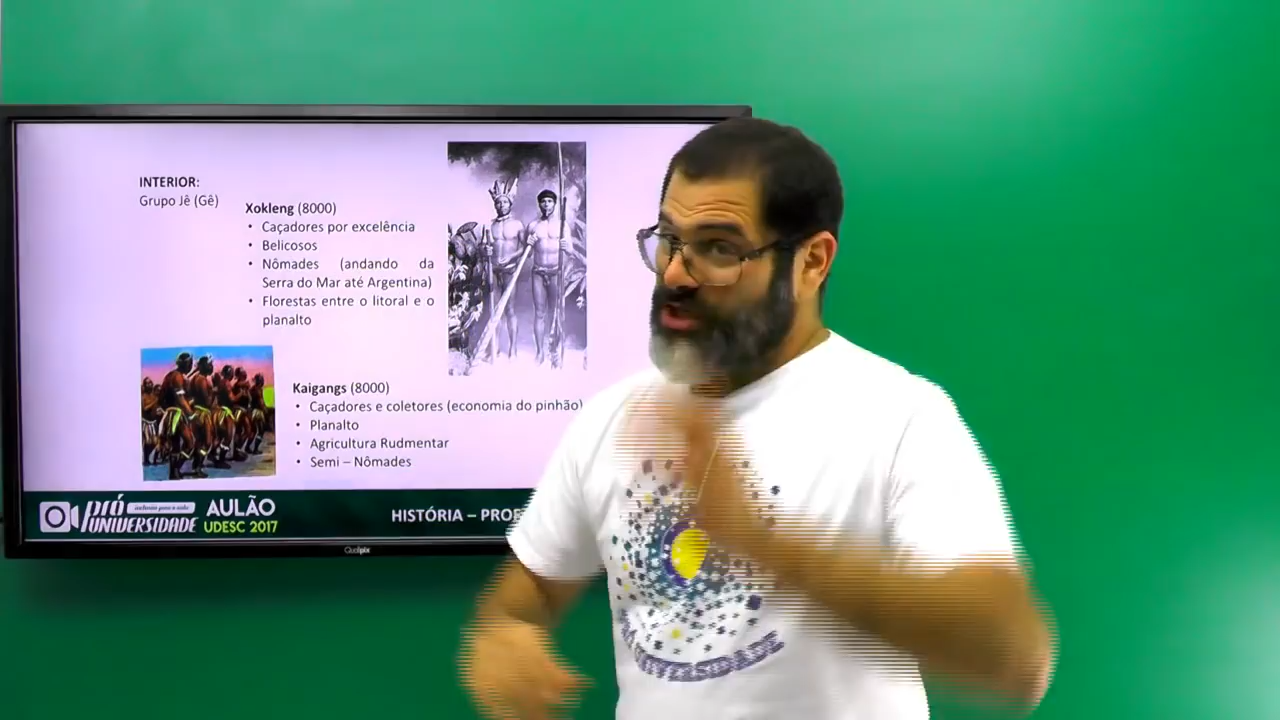 INTERIOR:
Grupo Jê (Gê)
Xokleng (8000)
• Caçadores por excelência
• Belicosos
• Nômades (andando da
Serra do Mar até Argentina)
• Florestas entre o litoral e o
planalto
Kaigangs (8000)
• Caçadores e coletores (economia do pinhão)
• Planalto
• Agricultura Rudmentar
• Semi – Nômades
pró
UNIVERSIDADE
AULÃO
UDESC 2017
HISTÓRIA –
Qualipix